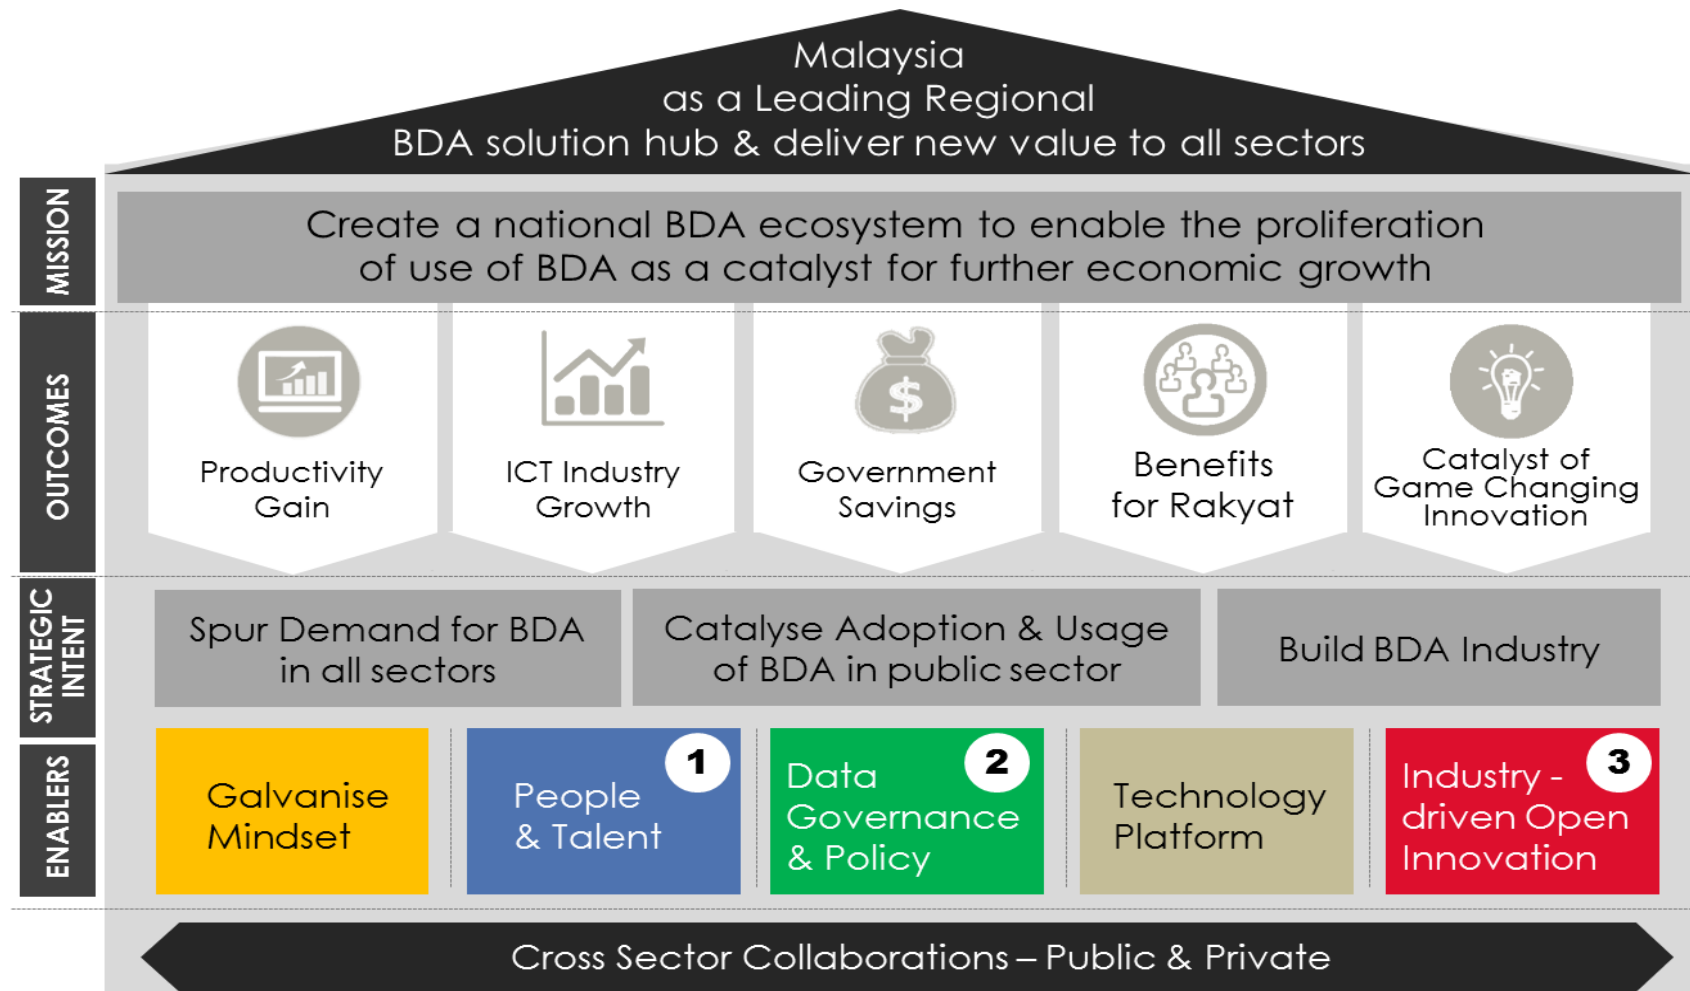 Malaysia
as a Leading Regional
BDA solution hub & deliver new value to all sectors
MISSION
Create a national BDA ecosystem to enable the proliferation
of use of BDA as a catalyst for further economic growth
OUTCOMES
Productivity
Gain
ICT Industry
Growth
$
Government
Savings
Benefits
for Rakyat
Catalyst of
Game Changing
Innovation
STRATEGIC
INTENT
Spur Demand for BDA
in all sectors
Catalyse Adoption & Usage
of BDA in public sector
Build BDA Industry
ENABLERS
Galvanise
Mindset
1
People
& Talent
2
Data
Governance
& Policy
Technology
Platform
3
Industry -
driven Open
Innovation
Cross Sector Collaborations – Public & Private